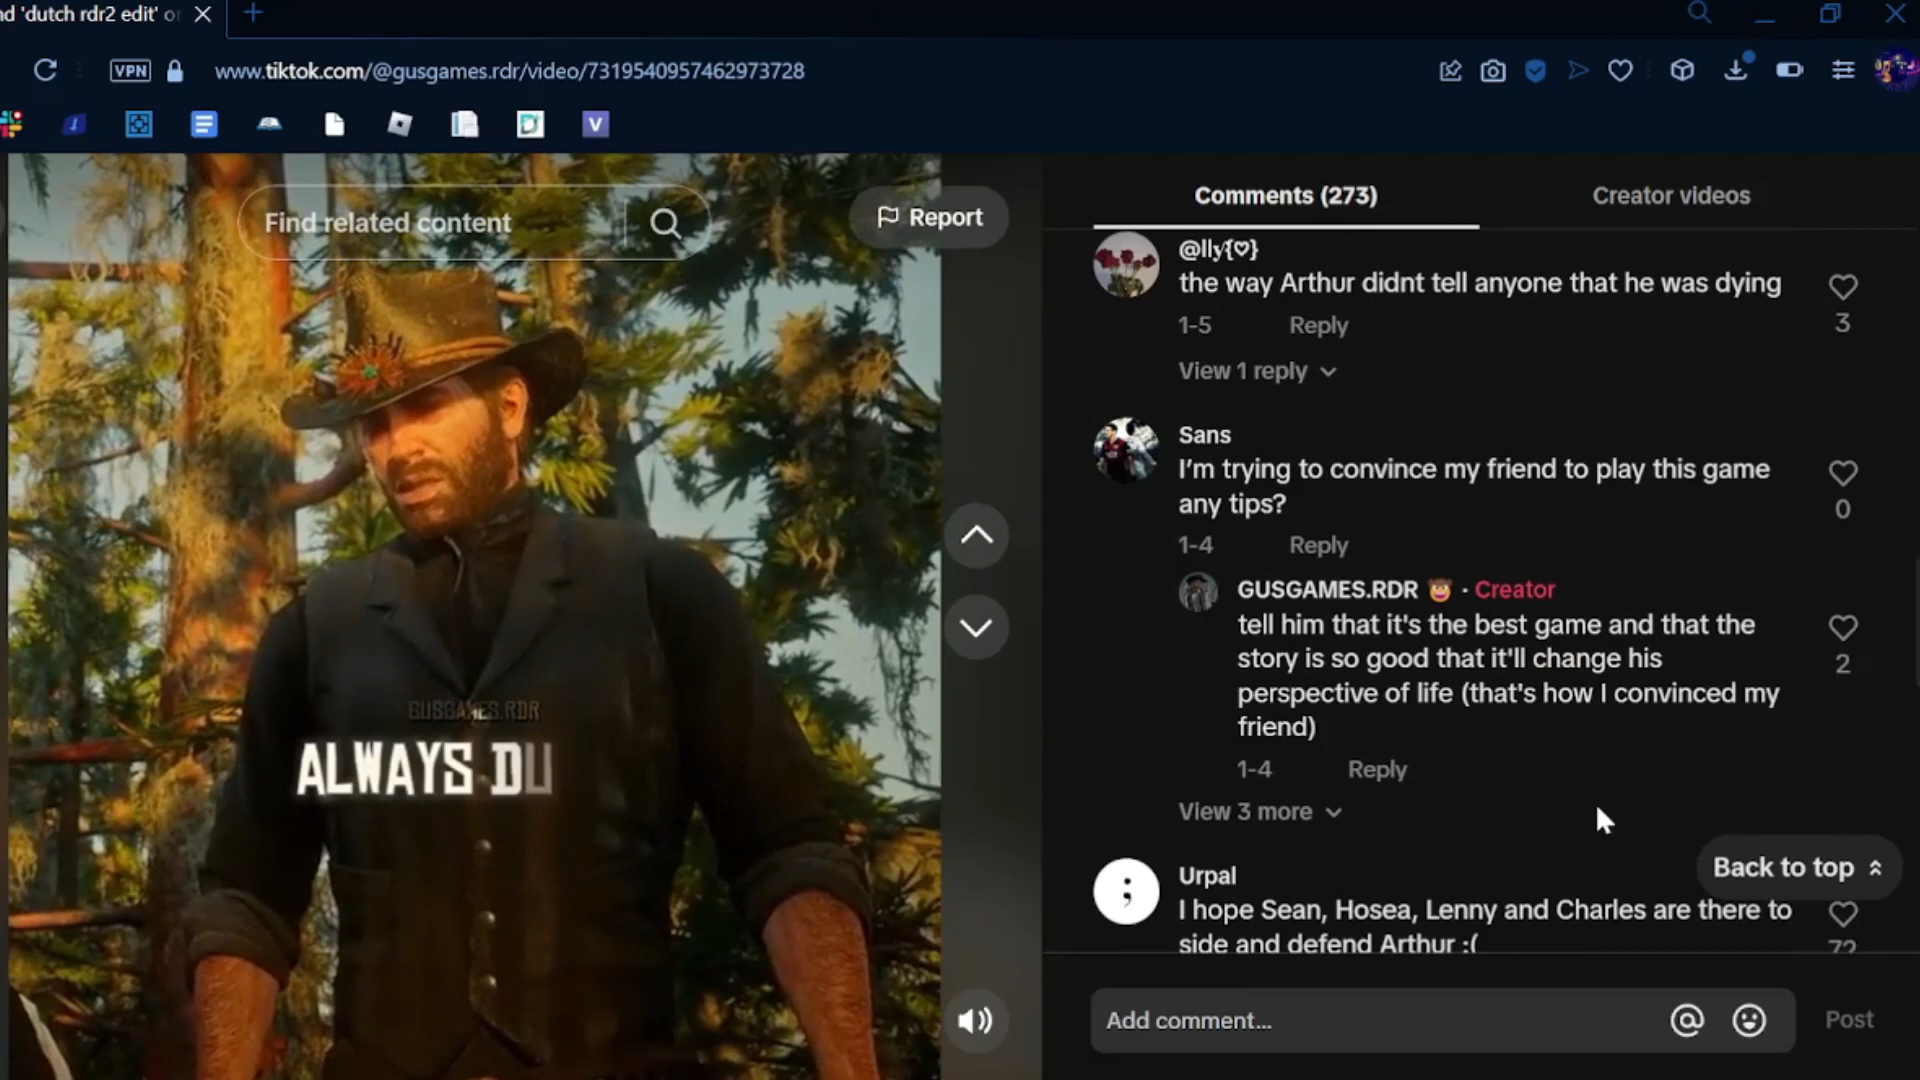 nd 'dutch rdr2 edit' o
VPN
www.tiktok.com/@gusgames.rdr/video/7319540957462973728
V
Find related content
Report
GUSGAMES.RDR
ALWAYS DU
Comments (273)
Creator videos
@lly{♡}
the way Arthur didnt tell anyone that he was dying
3
1-5
Reply
View 1 reply
Sans
I'm trying to convince my friend to play this game
any tips?
0
1-4
Reply
GUSGAMES.RDR 🤠 · Creator
tell him that it's the best game and that the
story is so good that it'll change his
perspective of life (that's how I convinced my
friend)
2
1-4
Reply
View 3 more
Back to top
Urpal
I hope Sean, Hosea, Lenny and Charles are there to
side and defend Arthur :(
72
Add comment...
Post